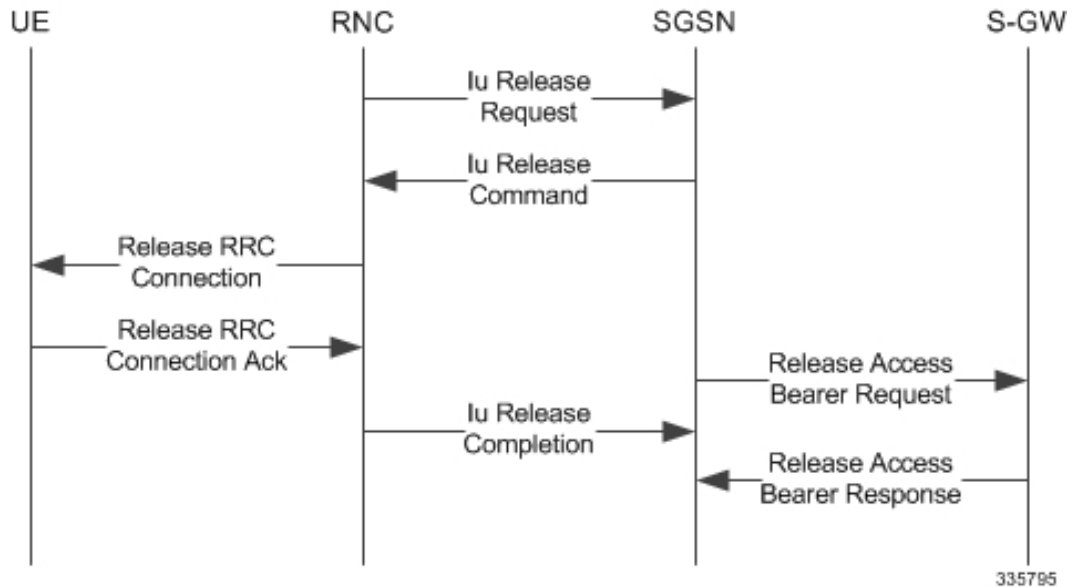 UE RNC SGSN S-GW
Iu Release
Request
Iu Release
Command
Release RRC
Connection
Release RRC
Connection Ack
Release Access
Bearer Request
Iu Release
Completion
Release Access
Bearer Response
335795